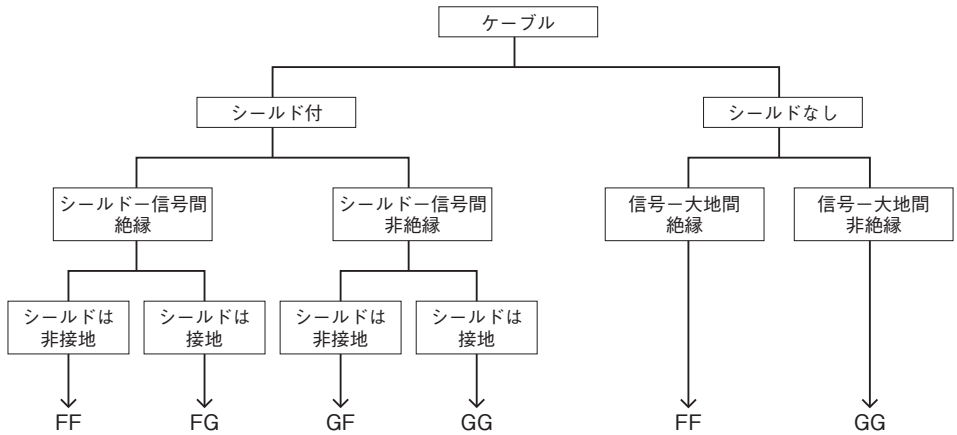 ケーブル
シールド付
シールドなし
シールドー信号間
絶縁
シールドー信号間
非絶縁
信号ー大地間
絶縁
信号ー大地間
非絶縁
シールドは
非接地
シールドは
接地
シールドは
非接地
シールドは
接地
FF
FG
GF
GG
FF
GG